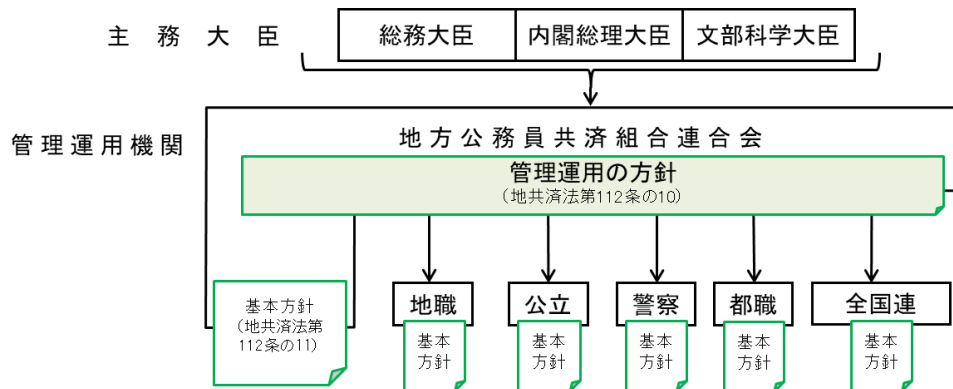 主務大臣 総務大臣 内閣総理大臣 文部科学大臣
管理運用機関 地方公務員共済組合連合会
管理運用の方針
(地共済法第112条の10)
基本方針
(地共済法第
112条の11)
地職 公立 警察 都職 全国連
基本 基本 基本 基本 基本
方針 方針 方針 方針 方針